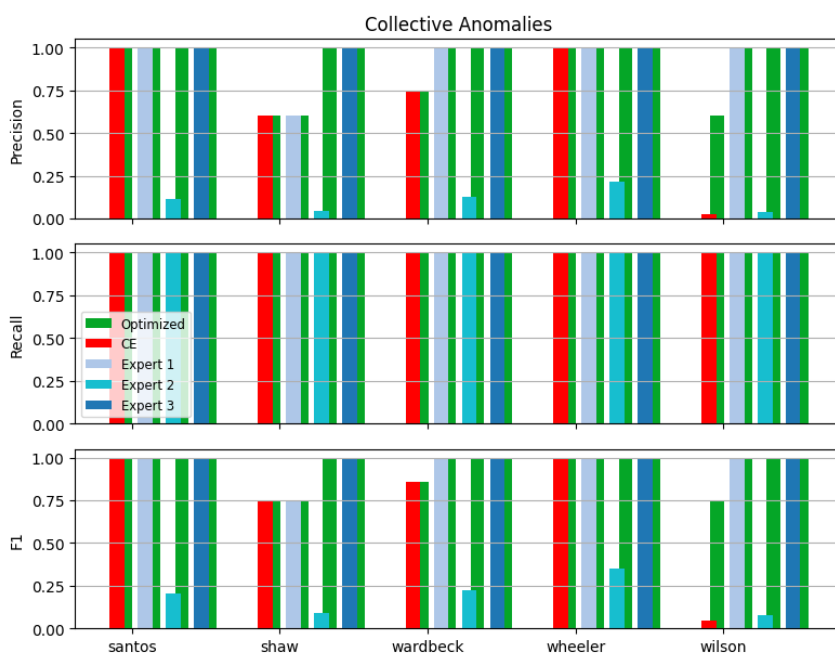 Collective Anomalies
1.00
0.75
0.50
0.25
0.00
Precision
1.00
0.75
0.50
0.25
0.00
Recall
Optimized
CE
Expert 1
Expert 2
Expert 3
1.00
0.75
0.50
0.25
0.00
F1
santos shaw wardbeck wheeler wilson